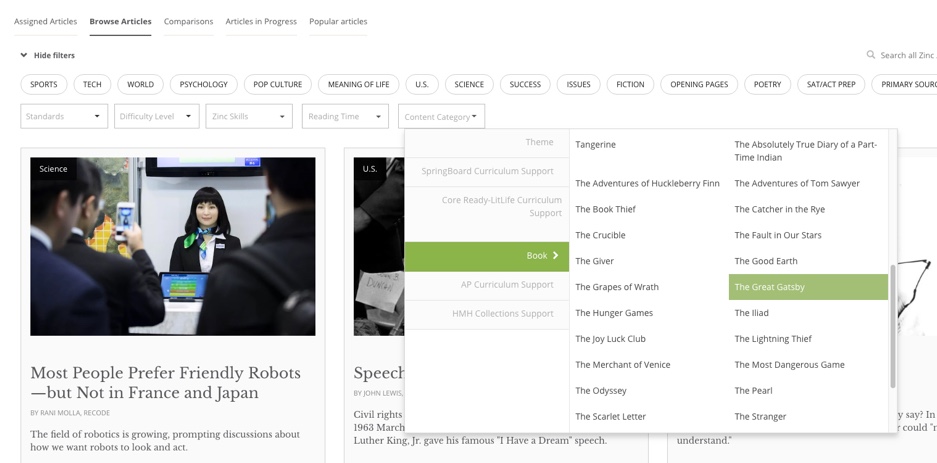 Assigned Articles Browse Articles Comparisons Articles in Progress Popular articles
Hide filters
Search all Zinc
SPORTS TECH WORLD PSYCHOLOGY POP CULTURE MEANING OF LIFE U.S. SCIENCE SUCCESS ISSUES FICTION OPENING PAGES POETRY SAT/ACT PREP PRIMARY
Standards Difficulty Level Zinc Skills Reading Time Content Category
Theme
SpringBoard Curriculum Support
Core Ready-LitLife Curriculum
Support
Book
AP Curriculum Support
HMH Collections Support
Tangerine
The Absolutely True Diary of a Part-
Time Indian
The Adventures of Huckleberry Finn
The Adventures of Tom Sawyer
The Book Thief
The Catcher in the Rye
The Crucible
The Fault in Our Stars
The Giver
The Good Earth
The Grapes of Wrath
The Great Gatsby
The Hunger Games
The Iliad
The Joy Luck Club
The Lightning Thief
The Merchant of Venice
The Most Dangerous Game
The Odyssey
The Pearl
The Scarlet Letter
The Stranger
Science
Most People Prefer Friendly Robots
—but Not in France and Japan
BY RANI MOLLA, RECODE
The field of robotics is growing, prompting discussions about
how we want robots to look and act.
U.S.
Speech
BY JOHN LEWIS,
Civil rights
1963 March
Luther King, Jr. gave his famous "I Have a Dream" speech.
say? In
could
understand."